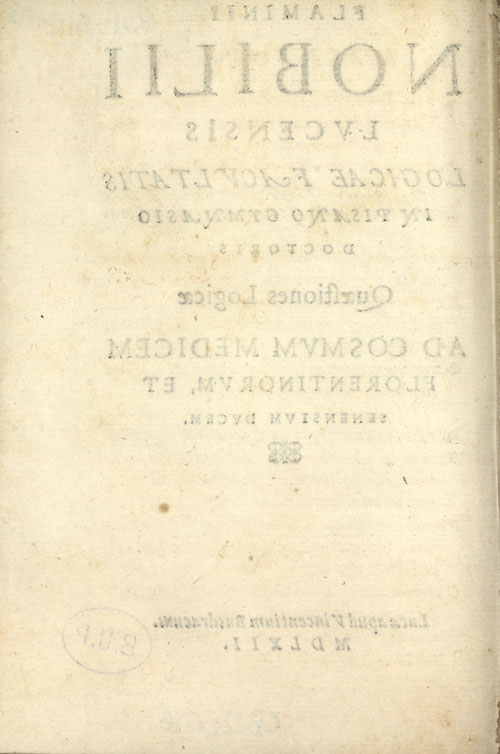 FLAMINII
NOBILII
LVCENSIS
LOGICAE FACVLTATIS
IN PISANO GYMNASIO
DOCTORIS
Quæſtiones Logicæ
AD COSMVM MEDICEM
FLORENTINORVM, ET
SENENSIVM DVCEM.
Lucæ apud Vincentium Buſdracum.
MDLXII.
B.U.P.